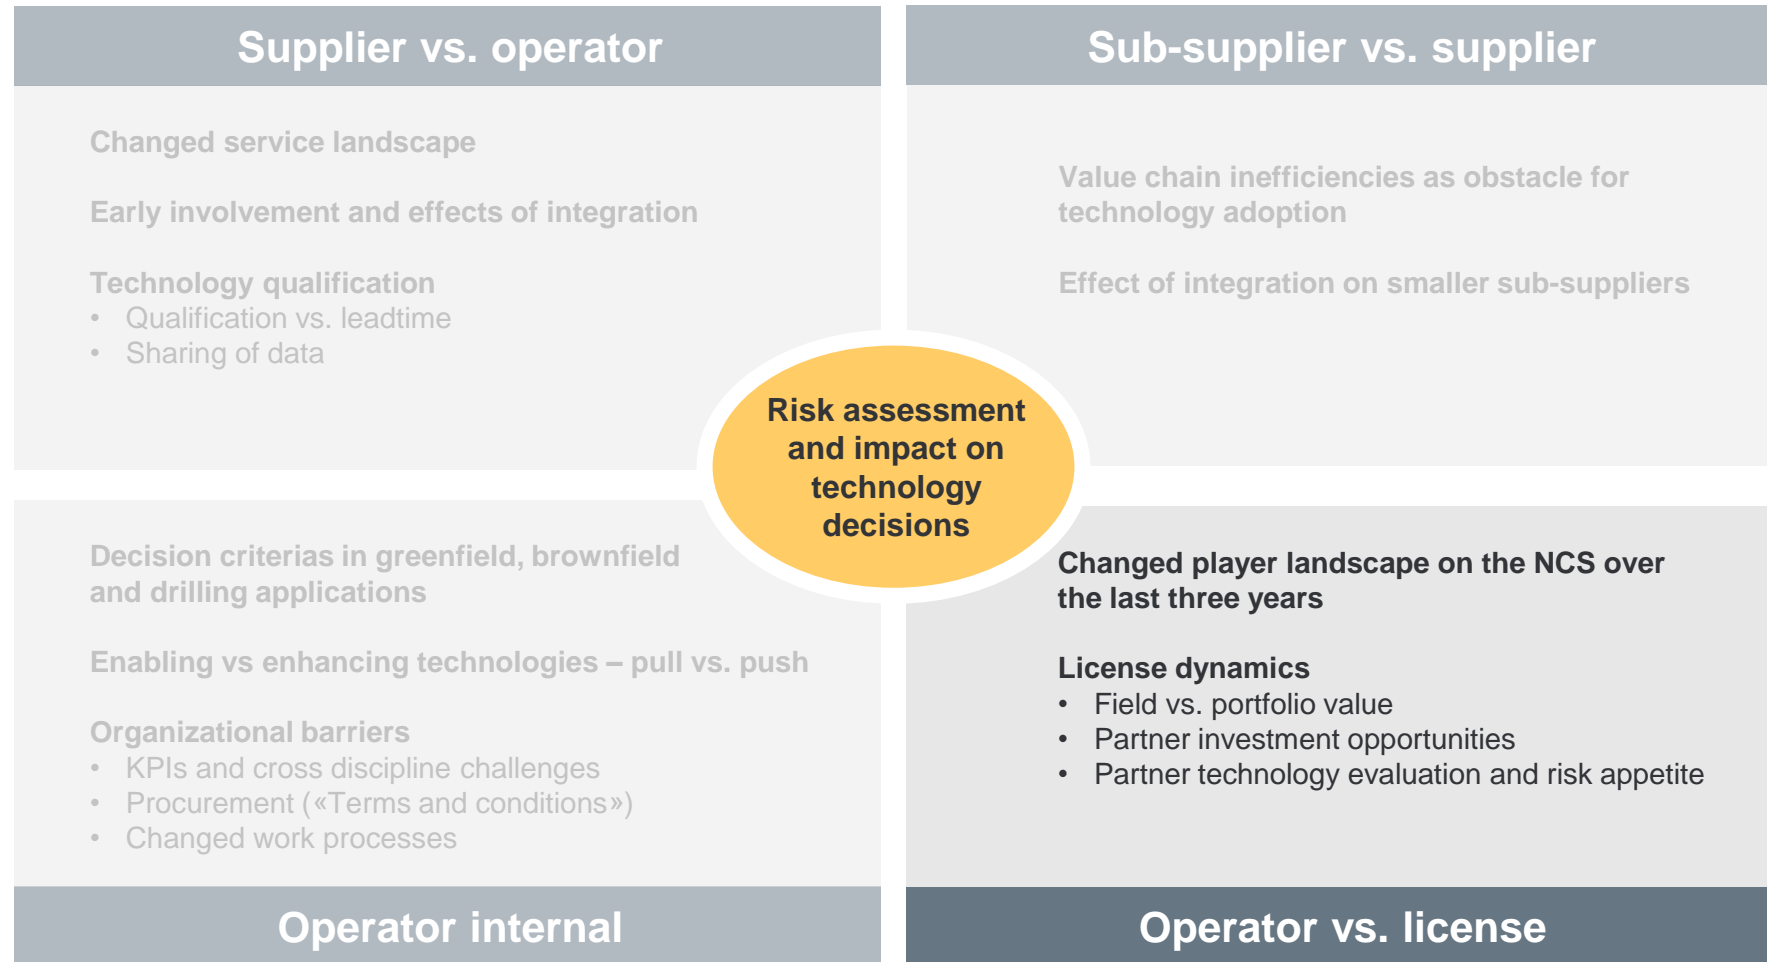 Supplier vs. operator
Changed service landscape
Early involvement and effects of integration
Technology qualification
• Qualification vs. leadtime
• Sharing of data
Sub-supplier vs. supplier
Value chain inefficiencies as obstacle for
technology adoption
Effect of integration on smaller sub-suppliers
Risk assessment
and impact on
technology
decisions
Decision criterias in greenfield, brownfield
and drilling applications
Enabling vs enhancing technologies – pull vs. push
Organizational barriers
• KPIs and cross discipline challenges
• Procurement («Terms and conditions»)
• Changed work processes
Operator internal
Changed player landscape on the NCS over
the last three years
License dynamics
• Field vs. portfolio value
• Partner investment opportunities
• Partner technology evaluation and risk appetite
Operator vs. license